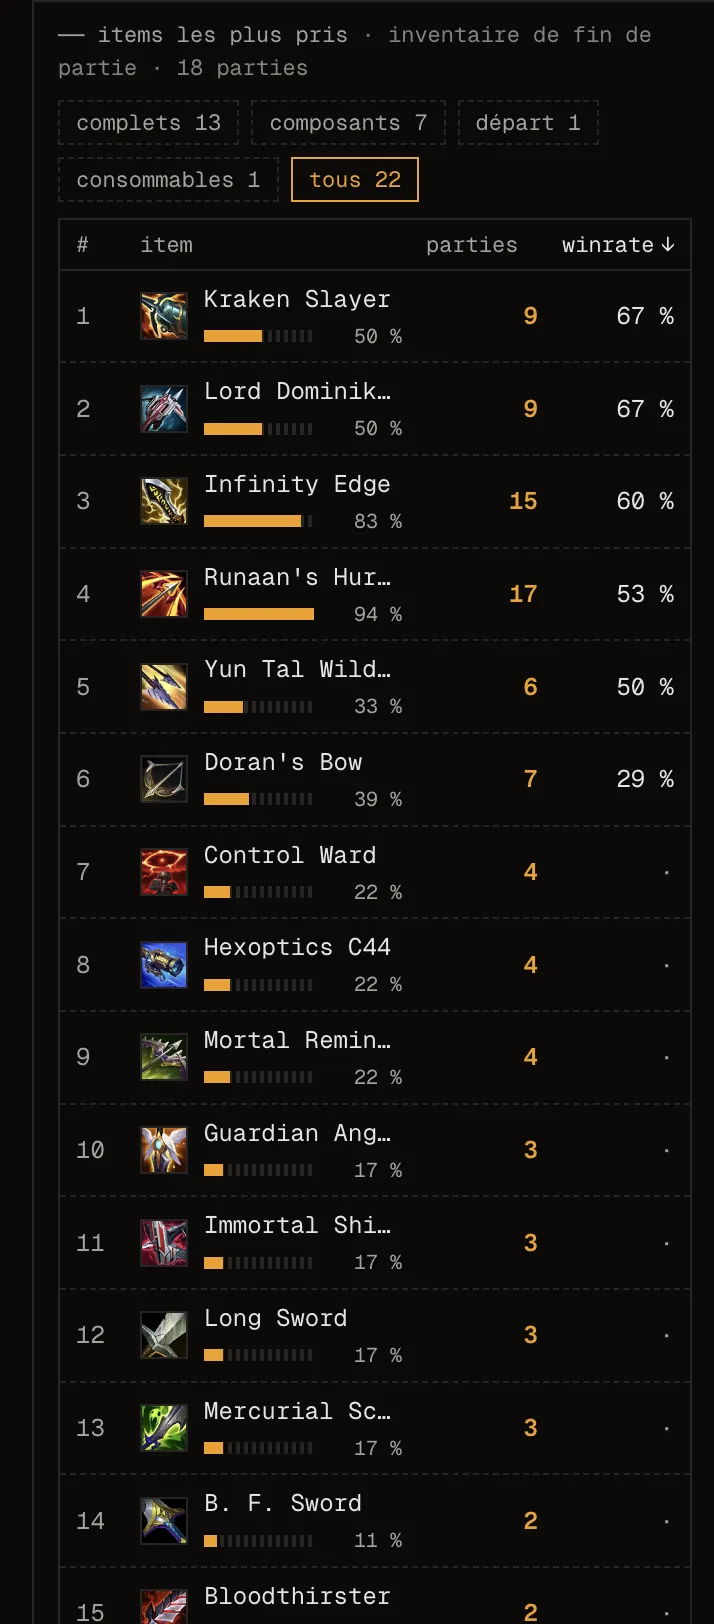 ── items les plus pris · inventaire de fin de
partie · 18 parties
complets 13 composants 7 départ 1
consommables 1 tous 22
# item parties winrate ↓
1 Kraken Slayer 9 67 %
50 %
2 Lord Dominik… 9 67 %
50 %
3 Infinity Edge 15 60 %
83 %
4 Runaan's Hur… 17 53 %
94 %
5 Yun Tal Wild… 6 50 %
33 %
6 Doran's Bow 7 29 %
39 %
7 Control Ward 4 ·
22 %
8 Hexoptics C44 4 ·
22 %
9 Mortal Remin… 4 ·
22 %
10 Guardian Ang… 3 ·
17 %
11 Immortal Shi… 3 ·
17 %
12 Long Sword 3 ·
17 %
13 Mercurial Sc… 3 ·
17 %
14 B. F. Sword 2 ·
11 %
15 Bloodthirster 2 ·